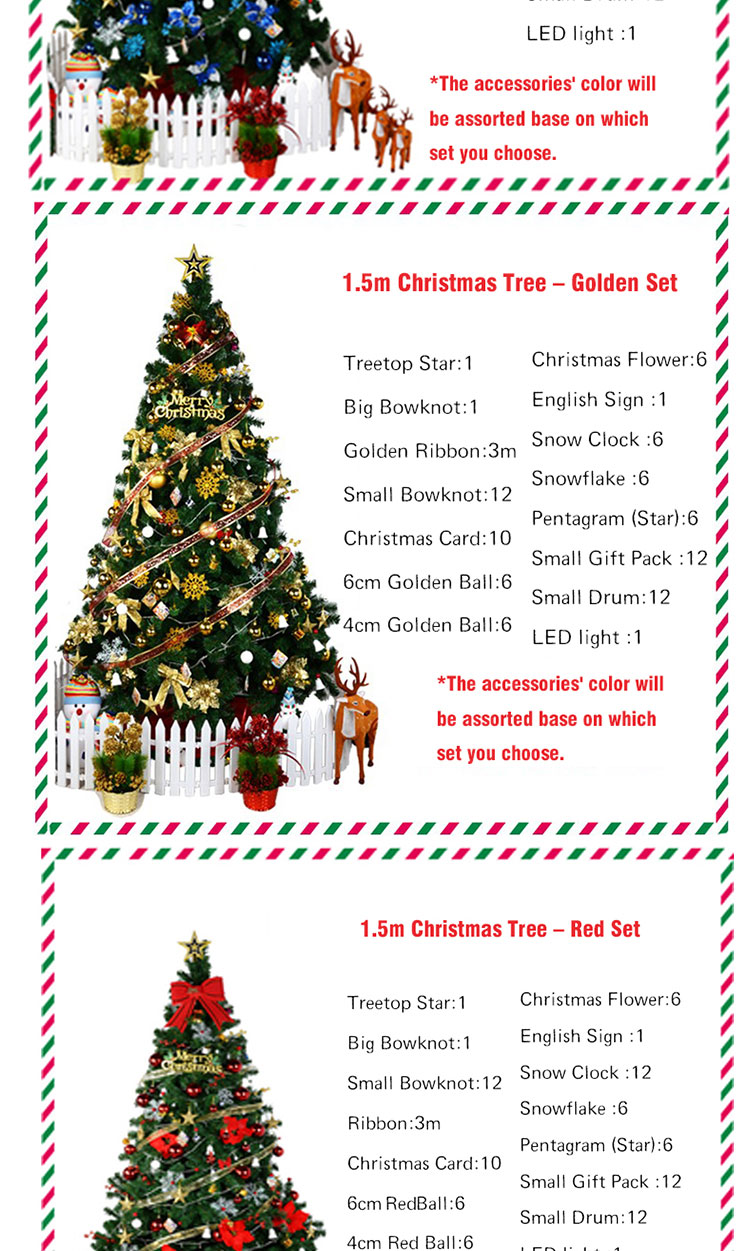 LED light :1
*The accessories' color will
be assorted base on which
set you choose.
1.5m Christmas Tree – Golden Set
Treetop Star:1
Big Bowknot:1
Golden Ribbon:3m
Small Bowknot:12
Christmas Card:10
6cm Golden Ball:6
4cm Golden Ball:6
Christmas Flower:6
English Sign :1
Snow Clock :6
Snowflake :6
Pentagram (Star):6
Small Gift Pack :12
Small Drum:12
LED light :1
Merry
Christmas
*The accessories' color will
be assorted base on which
set you choose.
1.5m Christmas Tree – Red Set
Treetop Star:1
Big Bowknot:1
Small Bowknot:12
Ribbon:3m
Christmas Card:10
6cm RedBall:6
4cm Red Ball:6
Christmas Flower:6
English Sign :1
Snow Clock :12
Snowflake :6
Pentagram (Star):6
Small Gift Pack :12
Small Drum:12
Merry
Christmas